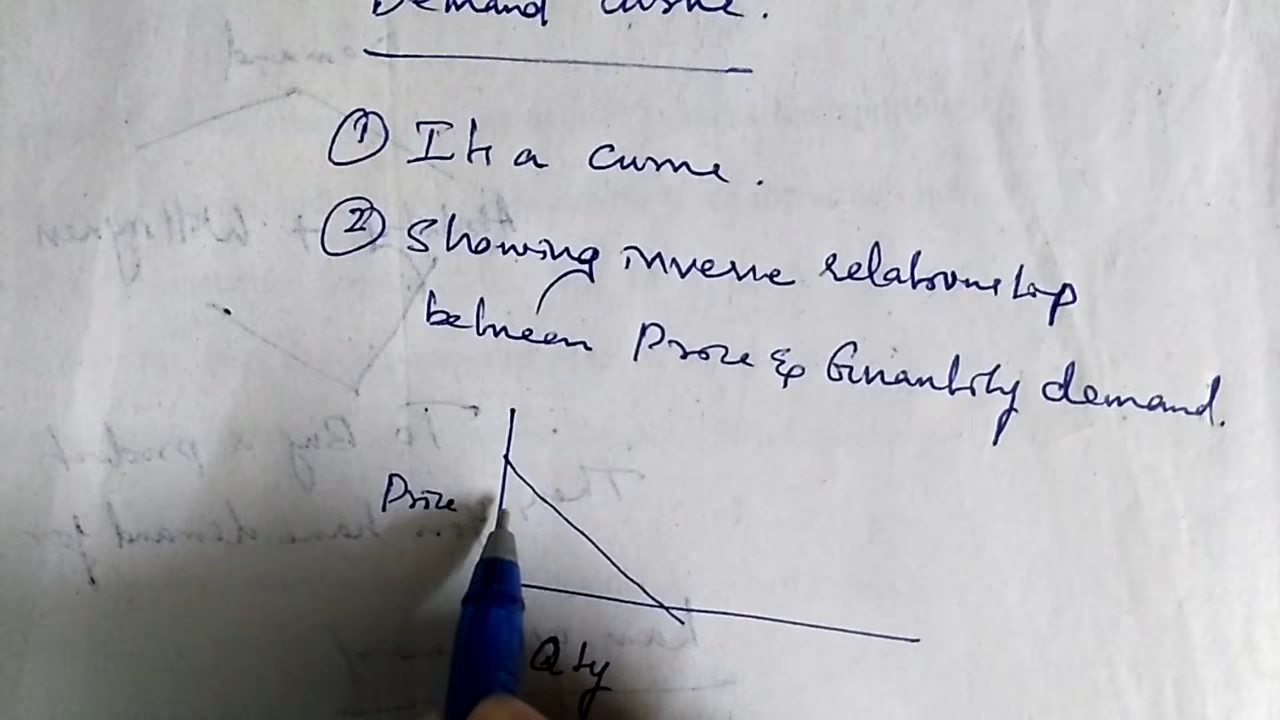 Demand Curve.
① It is a curve.
② Showing inverse relationship
between Price & Quantity demand.
Price
Qty